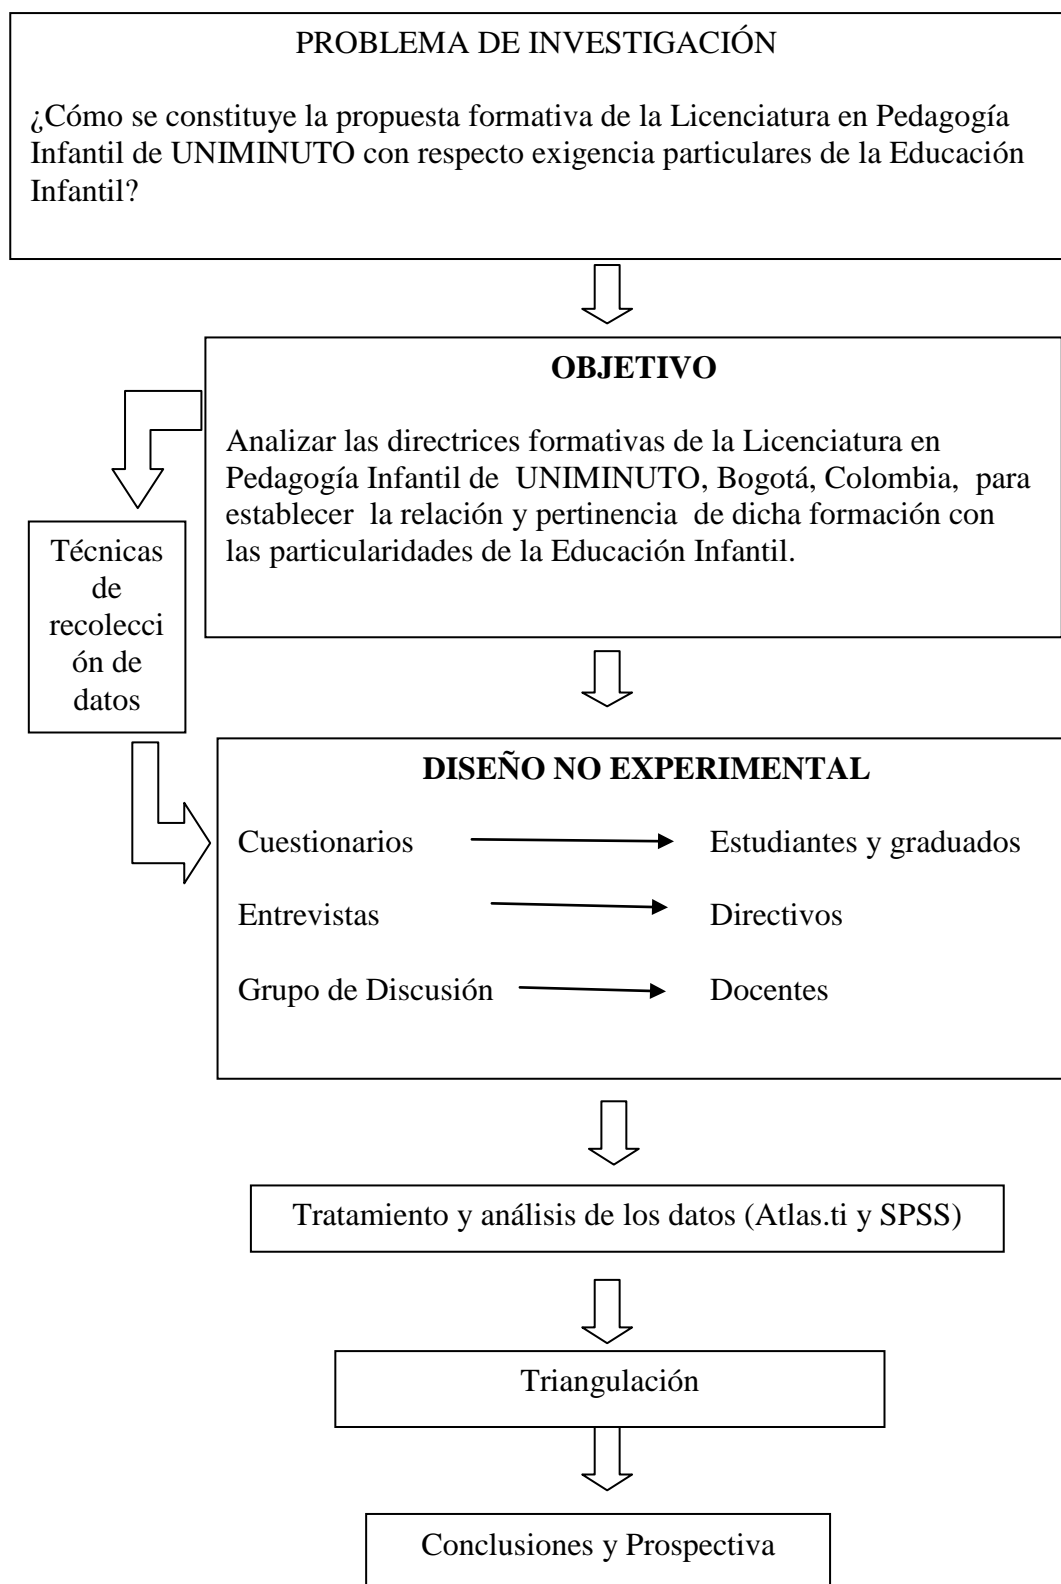 PROBLEMA DE INVESTIGACIÓN
¿Cómo se constituye la propuesta formativa de la Licenciatura en Pedagogía
Infantil de UNIMINUTO con respecto exigencia particulares de la Educación
Infantil?
OBJETIVO
Analizar las directrices formativas de la Licenciatura en
Pedagogía Infantil de UNIMINUTO, Bogotá, Colombia, para
establecer la relación y pertinencia de dicha formación con
las particularidades de la Educación Infantil.
Técnicas
de
recolecci
ón de
datos
DISEÑO NO EXPERIMENTAL
Cuestionarios Estudiantes y graduados
Entrevistas Directivos
Grupo de Discusión Docentes
Tratamiento y análisis de los datos (Atlas.ti y SPSS)
Triangulación
Conclusiones y Prospectiva